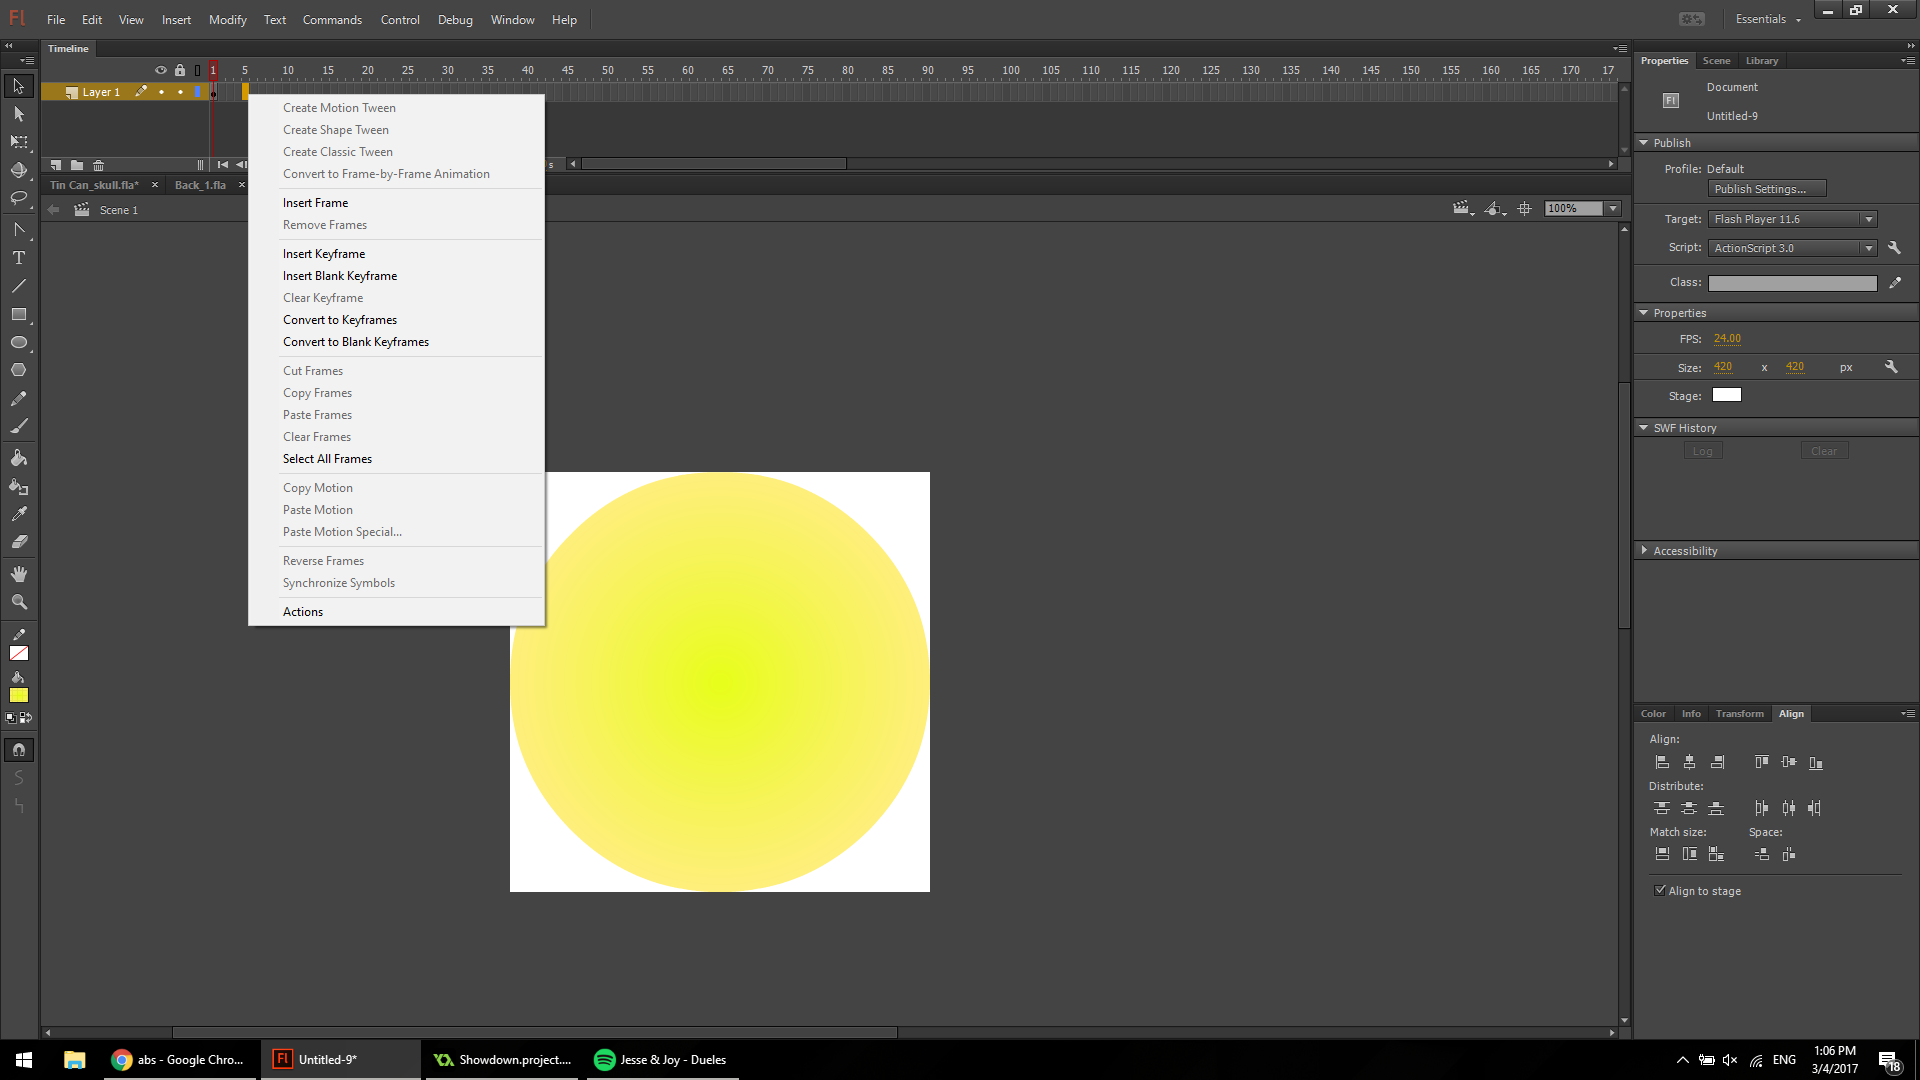 Fl File Edit View Insert Modify Text Commands Control Debug Window Help Essentials
Timeline
1 5 10 15 20 25 30 35 40 45 50 55 60 65 70 75 80 85 90 95 100 105 110 115 120 125 130 135 140 145 150 155 160 165 170 17
Layer 1
s
Tin Can_skull.fla* × Back_1.fla ×
Scene 1
100%
Create Motion Tween
Create Shape Tween
Create Classic Tween
Convert to Frame-by-Frame Animation
Insert Frame
Remove Frames
Insert Keyframe
Insert Blank Keyframe
Clear Keyframe
Convert to Keyframes
Convert to Blank Keyframes
Cut Frames
Copy Frames
Paste Frames
Clear Frames
Select All Frames
Copy Motion
Paste Motion
Paste Motion Special...
Reverse Frames
Synchronize Symbols
Actions
Properties Scene Library
Fl Document
Untitled-9
Publish
Profile: Default
Publish Settings...
Target: Flash Player 11.6
Script: ActionScript 3.0
Class:
Properties
FPS: 24.00
Size: 420 x 420 px
Stage:
SWF History
Log Clear
Accessibility
Color Info Transform Align
Align:
Distribute:
Match size: Space:
Align to stage
abs - Google Chro...
Fl Untitled-9*
Showdown.project....
Jesse & Joy - Dueles
ENG
1:06 PM
3/4/2017
18